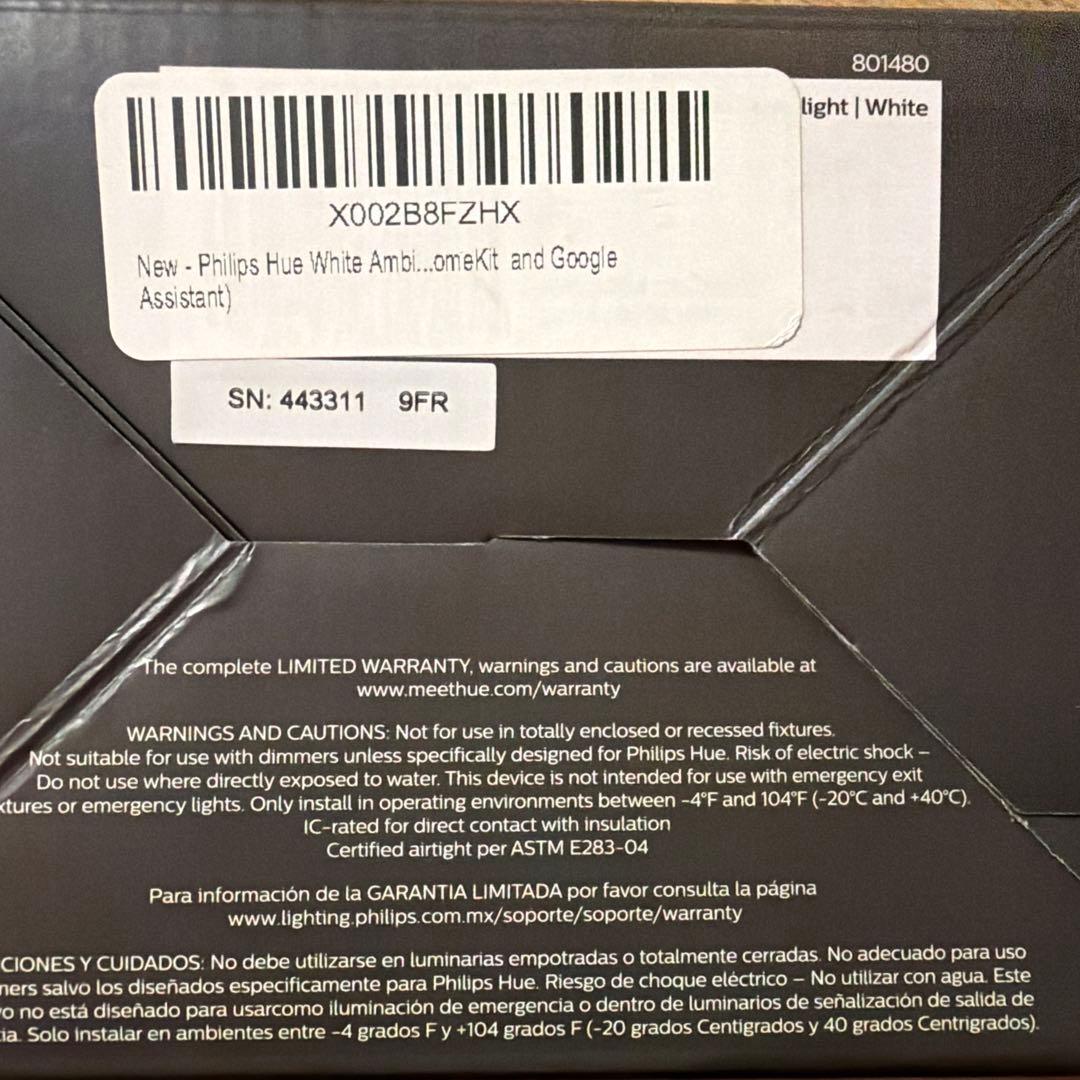 801480
light | White
X002B8FZHX
New - Philips Hue White Ambi...omeKit and Google
Assistant)
SN: 443311 9FR
The complete LIMITED WARRANTY, warnings and cautions are available at
www.meethue.com/warranty
WARNINGS AND CAUTIONS: Not for use in totally enclosed or recessed fixtures.
Not suitable for use with dimmers unless specifically designed for Philips Hue. Risk of electric shock –
Do not use where directly exposed to water. This device is not intended for use with emergency exit
xtures or emergency lights. Only install in operating environments between -4°F and 104°F (-20°C and +40°C).
IC-rated for direct contact with insulation
Certified airtight per ASTM E283-04
Para información de la GARANTIA LIMITADA por favor consulta la página
www.lighting.philips.com.mx/soporte/soporte/warranty
CIONES Y CUIDADOS: No debe utilizarse en luminarias empotradas o totalmente cerradas. No adecuado para uso
ners salvo los diseñados especificamente para Philips Hue. Riesgo de choque eléctrico – No utilizar con agua. Este
o no está diseñado para usarcomo iluminación de emergencia o dentro de luminarios de señalización de salida de
ia. Solo instalar en ambientes entre -4 grados F y +104 grados F (-20 grados Centigrados y 40 grados Centrigrados).